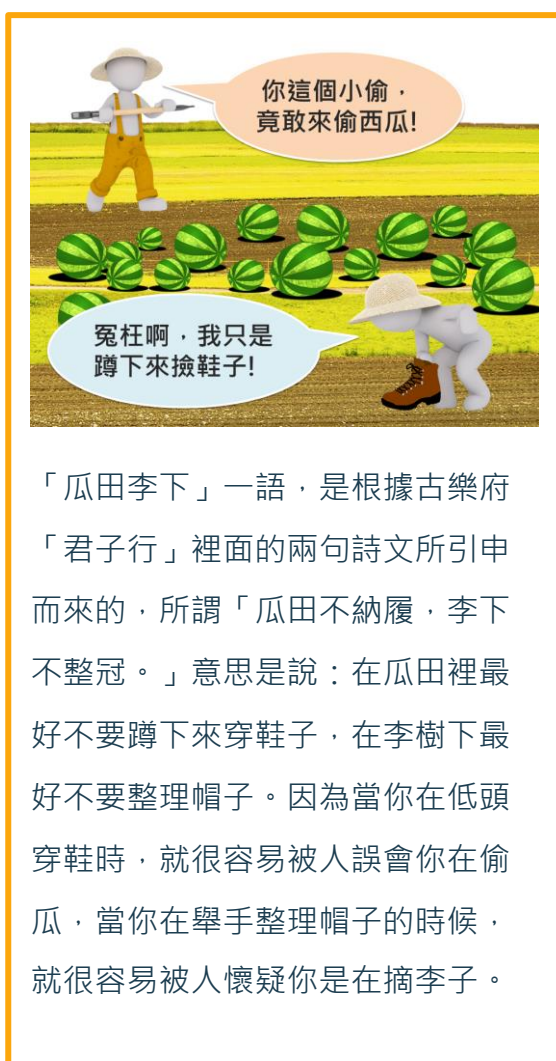 你這個小偷，
竟敢來偷西瓜!
冤枉啊，我只是
蹲下來撿鞋子!
「瓜田李下」一語，是根據古樂府
「君子行」裡面的兩句詩文所引申
而來的，所謂「瓜田不納履，李下
不整冠。」意思是說：在瓜田裡最
好不要蹲下來穿鞋子，在李樹下最
好不要整理帽子。因為當你在低頭
穿鞋時，就很容易被人誤會你在偷
瓜，當你在舉手整理帽子的時候，
就很容易被人懷疑你是在摘李子。